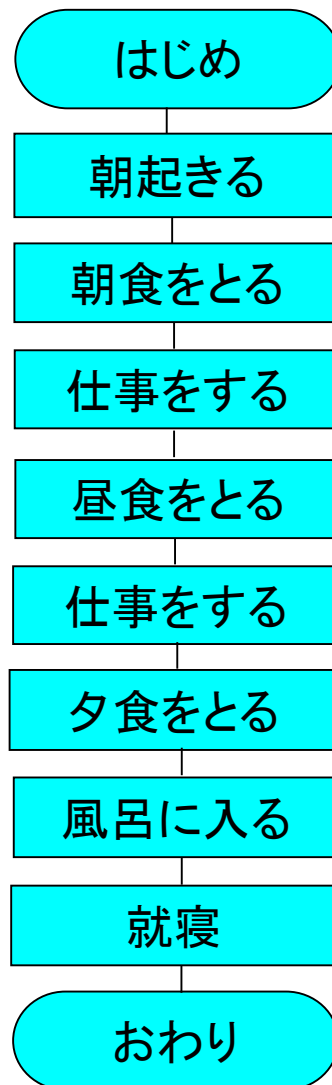 はじめ
朝起きる
朝食をとる
仕事をする
昼食をとる
仕事をする
夕食をとる
風呂に入る
就寝
おわり